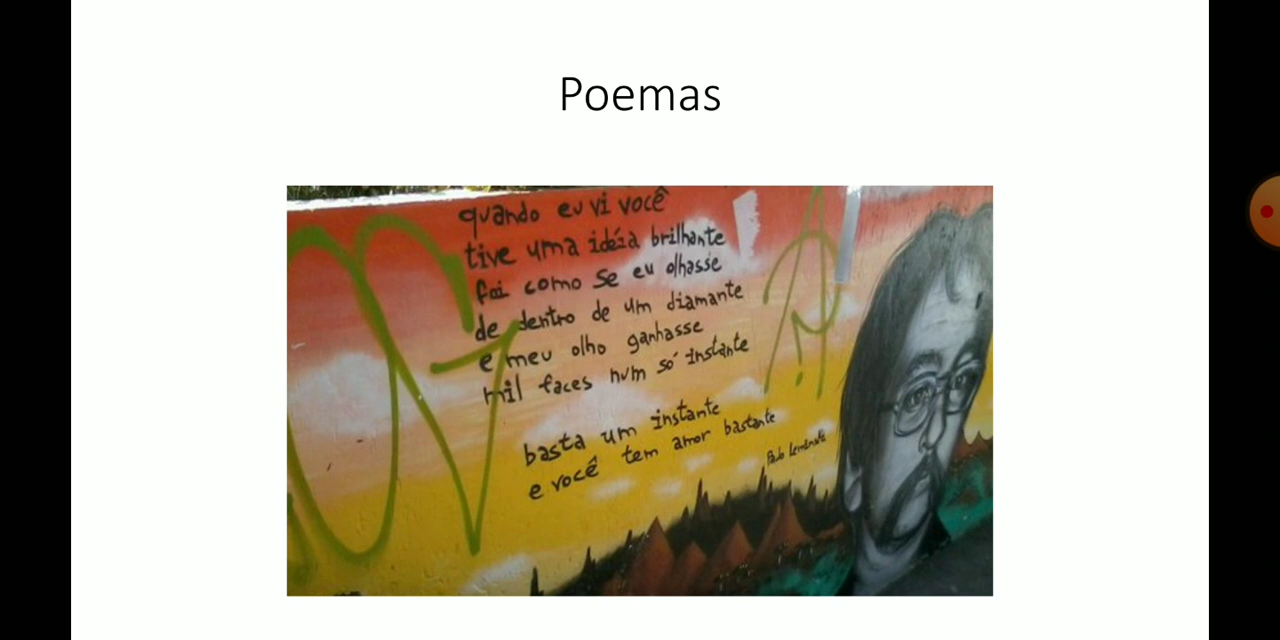 Poemas
quando eu vi você
tive uma idéia brilhante
foi como se eu olhasse
de dentro de um diamante
e meu olho ganhasse
mil faces num só instante
basta um instante
e você tem amor bastante
Paulo Leminski